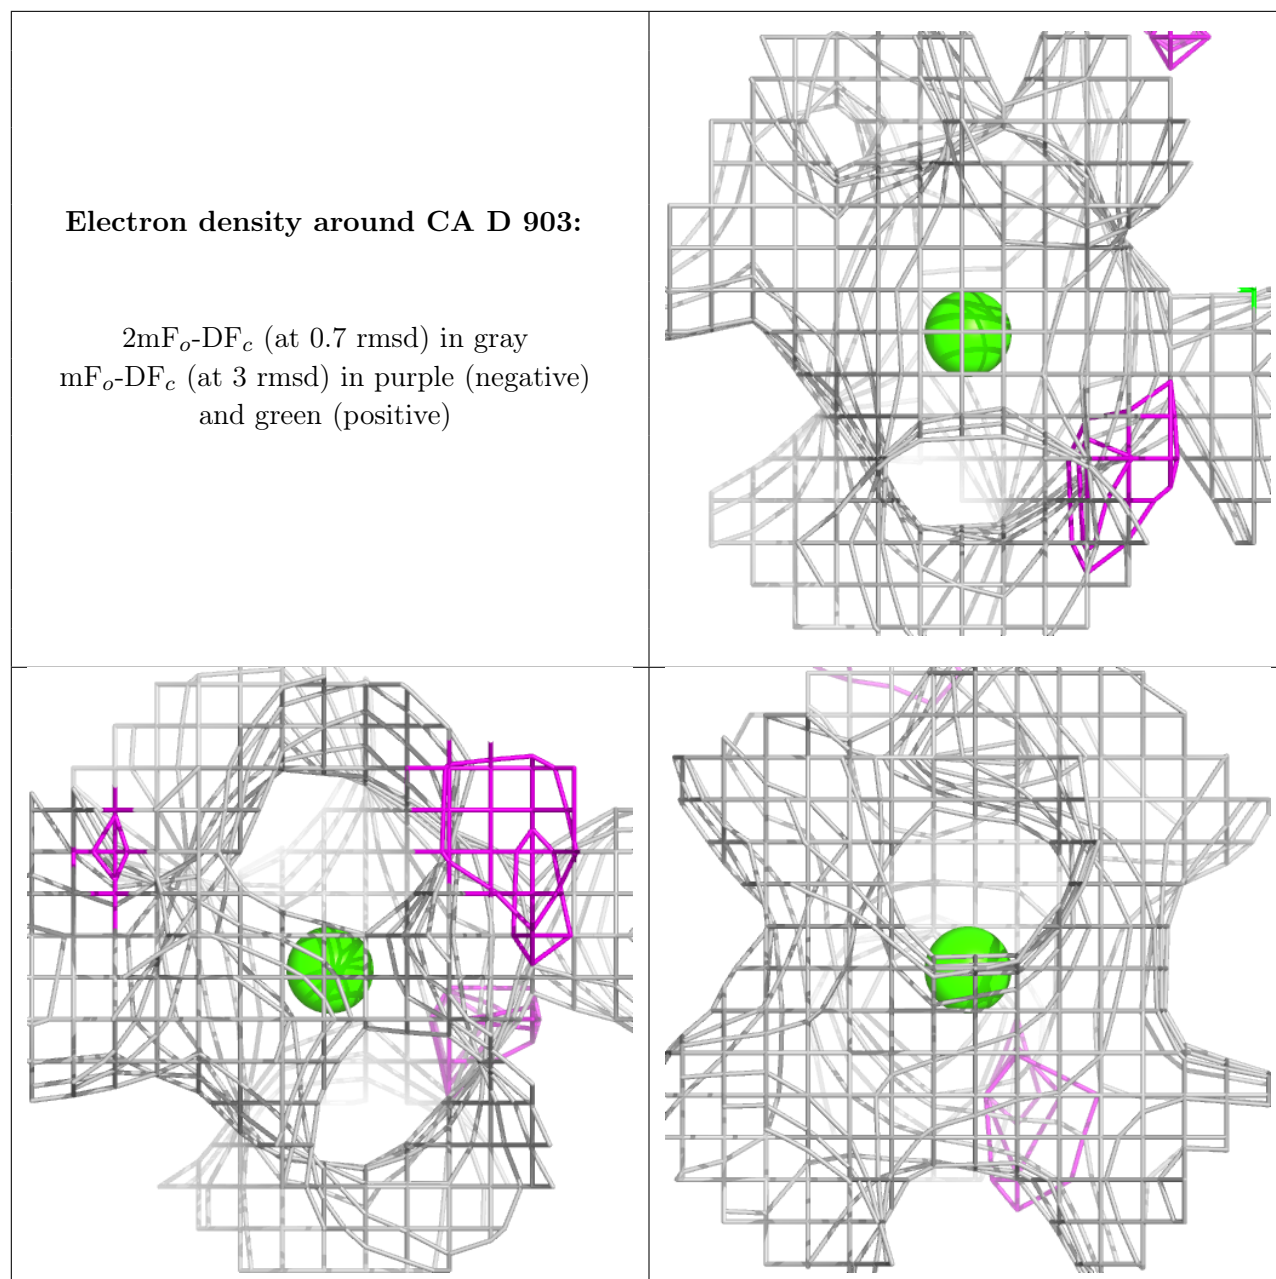 Electron density around CA D 903:
2mFₒ-DF𝒸 (at 0.7 rmsd) in gray
mFₒ-DF𝒸 (at 3 rmsd) in purple (negative)
and green (positive)